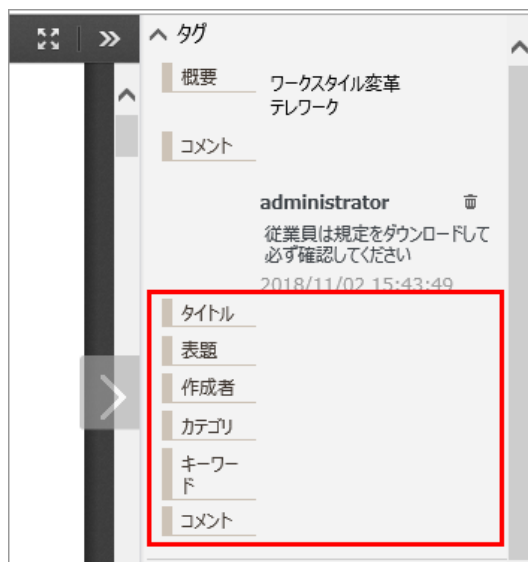 タグ
概要
ワークスタイル変革
テレワーク
コメント
administrator
従業員は規定をダウンロードして
必ず確認してください
2018/11/02 15:43:49
タイトル
表題
作成者
カテゴリ
キーワー
ド
コメント